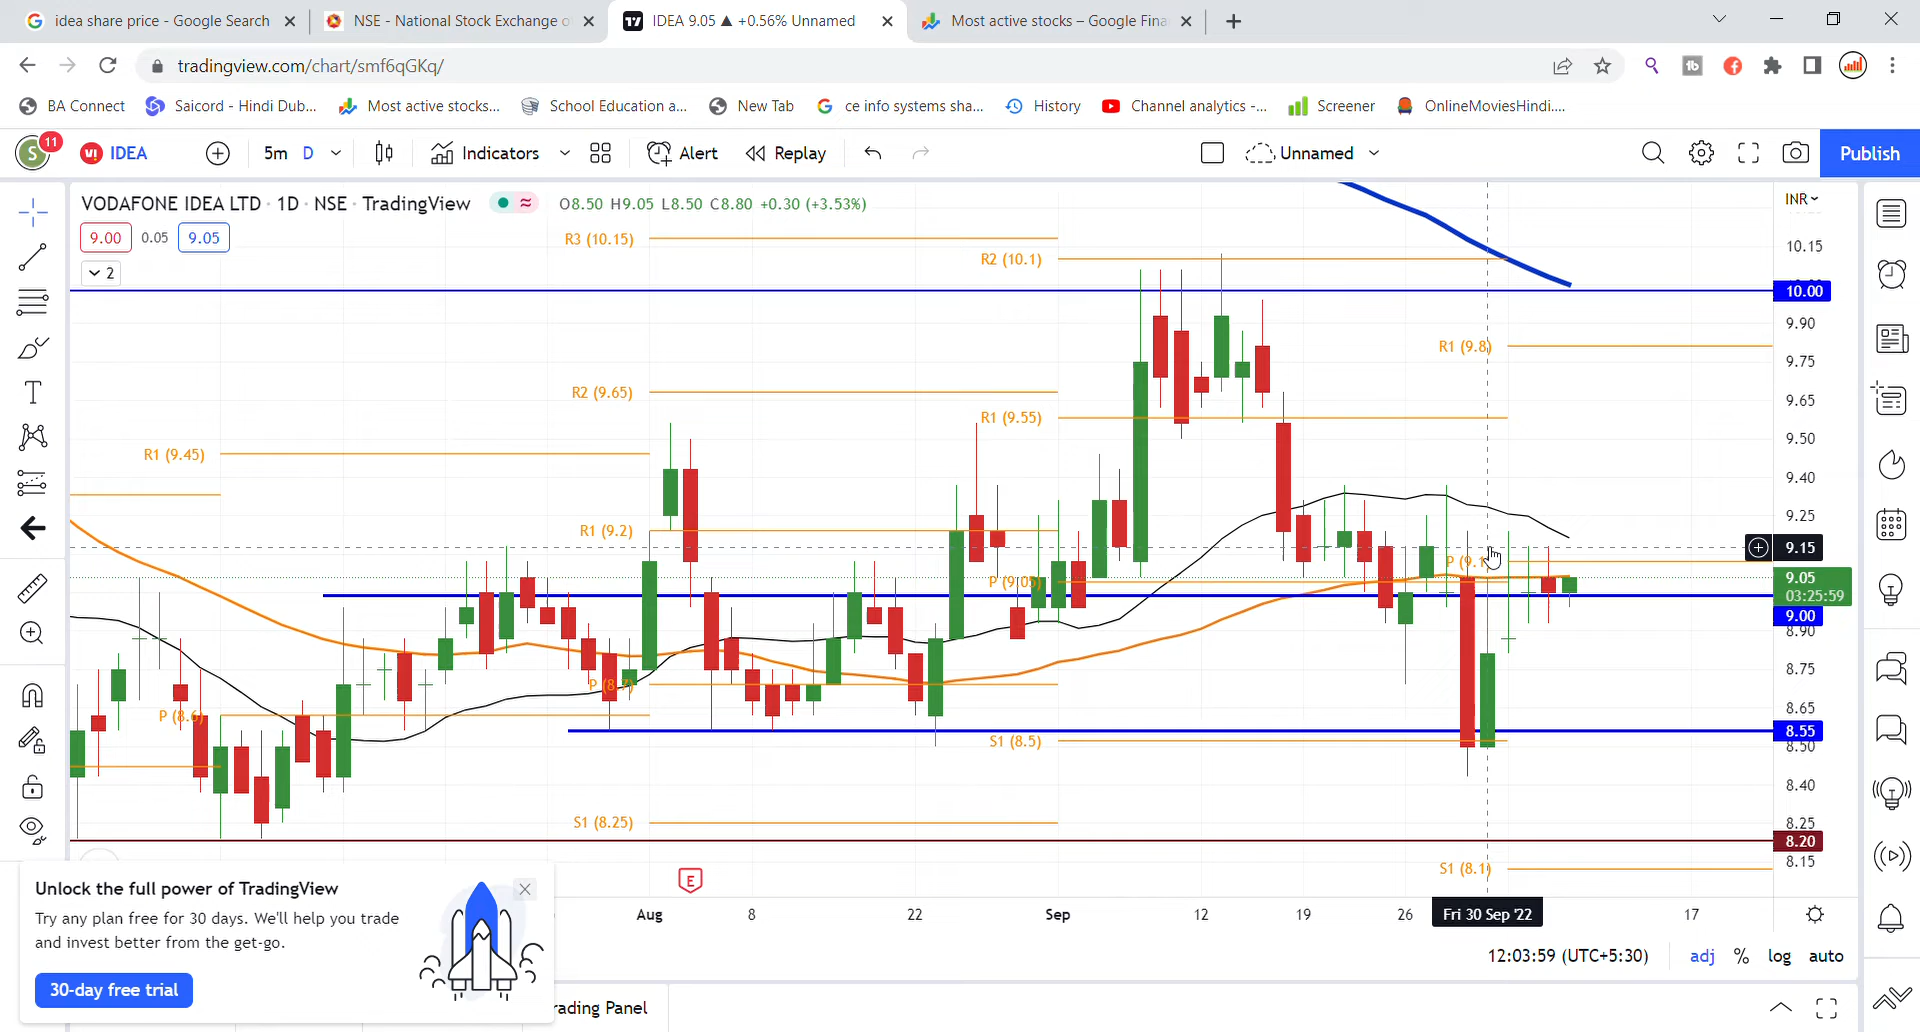 idea share price - Google Search
NSE - National Stock Exchange o
IDEA 9.05 ▲ +0.56% Unnamed
Most active stocks – Google Fina
tradingview.com/chart/smf6qGKq/
BA Connect
Saicord - Hindi Dub...
Most active stocks...
School Education a...
New Tab
ce info systems sha...
History
Channel analytics -...
Screener
OnlineMoviesHindi....
S
11
IDEA
5m
D
Indicators
Alert
Replay
Unnamed
Publish
VODAFONE IDEA LTD · 1D · NSE · TradingView
O8.50 H9.05 L8.50 C8.80 +0.30 (+3.53%)
INR
9.00
0.05
9.05
2
R3 (10.15)
R2 (10.1)
10.15
10.00
9.90
R1 (9.8)
9.75
R2 (9.65)
9.65
R1 (9.55)
9.50
R1 (9.45)
9.40
9.25
R1 (9.2)
9.15
P (9.1
P (9.05)
9.05
03:25:59
9.00
8.90
8.75
P (8.7)
P (8.6)
8.65
8.55
S1 (8.5)
8.50
8.40
S1 (8.25)
8.25
8.20
8.15
S1 (8.1)
E
Aug
8
22
Sep
12
19
26
Fri 30 Sep '22
17
Unlock the full power of TradingView
Try any plan free for 30 days. We'll help you trade
and invest better from the get-go.
30-day free trial
12:03:59 (UTC+5:30)
adj
%
log
auto
rading Panel